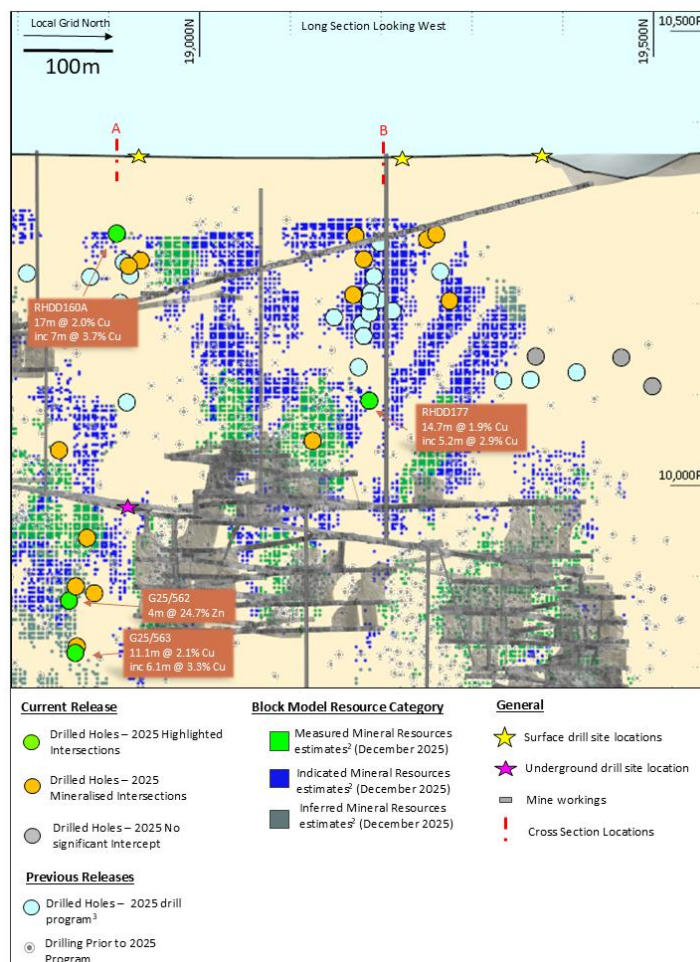 Local Grid North
100m
19,000N
Long Section Looking West
19,500N
10,500R
A
B
RHDD160A
17m @ 2.0% Cu
inc 7m @ 3.7% Cu
RHDD177
14.7m @ 1.9% Cu
inc 5.2m @ 2.9% Cu
10,000R
G25/562
4m @ 24.7% Zn
G25/563
11.1m @ 2.1% Cu
inc 6.1m @ 3.3% Cu
Current Release
Drilled Holes – 2025 Highlighted
Intersections
Drilled Holes – 2025
Mineralised Intersections
Drilled Holes – 2025 No
significant Intercept
Previous Releases
Drilled Holes – 2025 drill
program³
Drilling Prior to 2025
Program
Block Model Resource Category
Measured Mineral Resources
estimates² (December 2025)
Indicated Mineral Resources
estimates² (December 2025)
Inferred Mineral Resources
estimates² (December 2025)
General
Surface drill site locations
Underground drill site location
Mine workings
Cross Section Locations